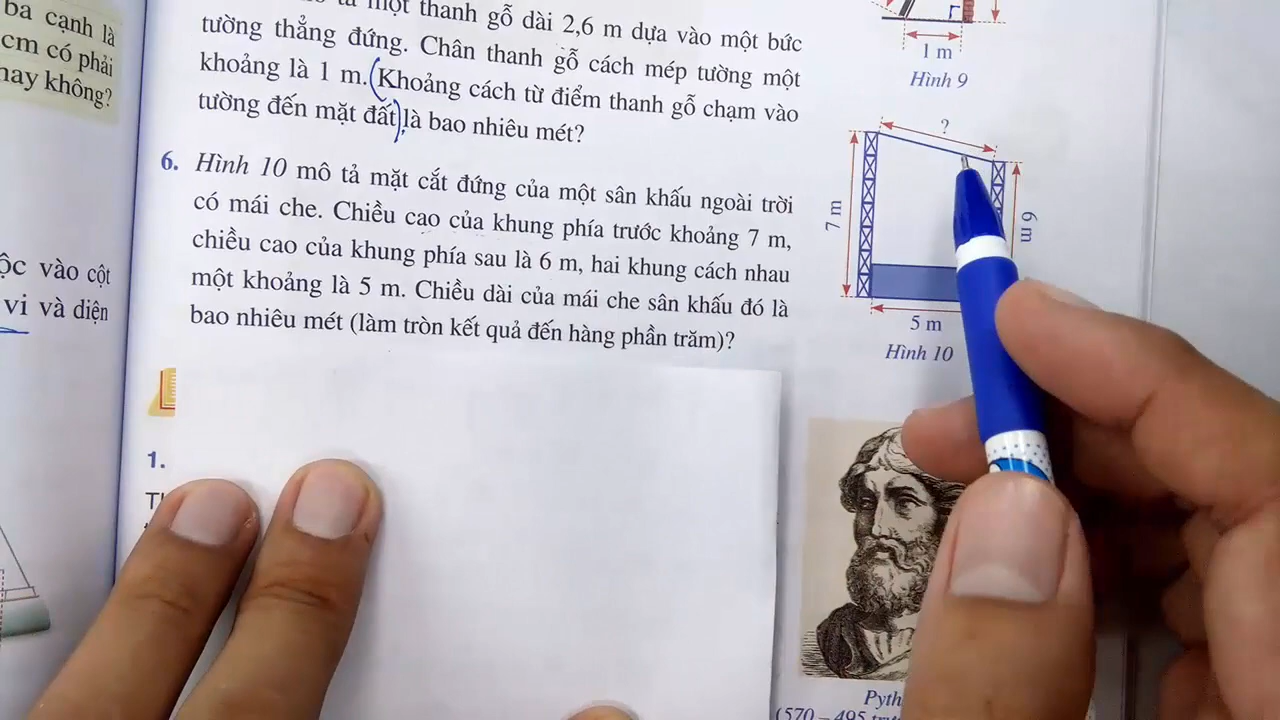 ba cạnh là
cm có phải
hay không?
ộc vào cột
vi và diện
một thanh gỗ dài 2,6 m dựa vào một bức
tường thẳng đứng. Chân thanh gỗ cách mép tường một
khoảng là 1 m. Khoảng cách từ điểm thanh gỗ chạm vào
tường đến mặt đất là bao nhiêu mét?
6. Hình 10 mô tả mặt cắt đứng của một sân khấu ngoài trời
có mái che. Chiều cao của khung phía trước khoảng 7 m,
chiều cao của khung phía sau là 6 m, hai khung cách nhau
một khoảng là 5 m. Chiều dài của mái che sân khấu đó là
bao nhiêu mét (làm tròn kết quả đến hàng phần trăm)?
1.
1 m
Hình 9
?
7 m
6 m
5 m
Hình 10
Pyth
(570 – 495